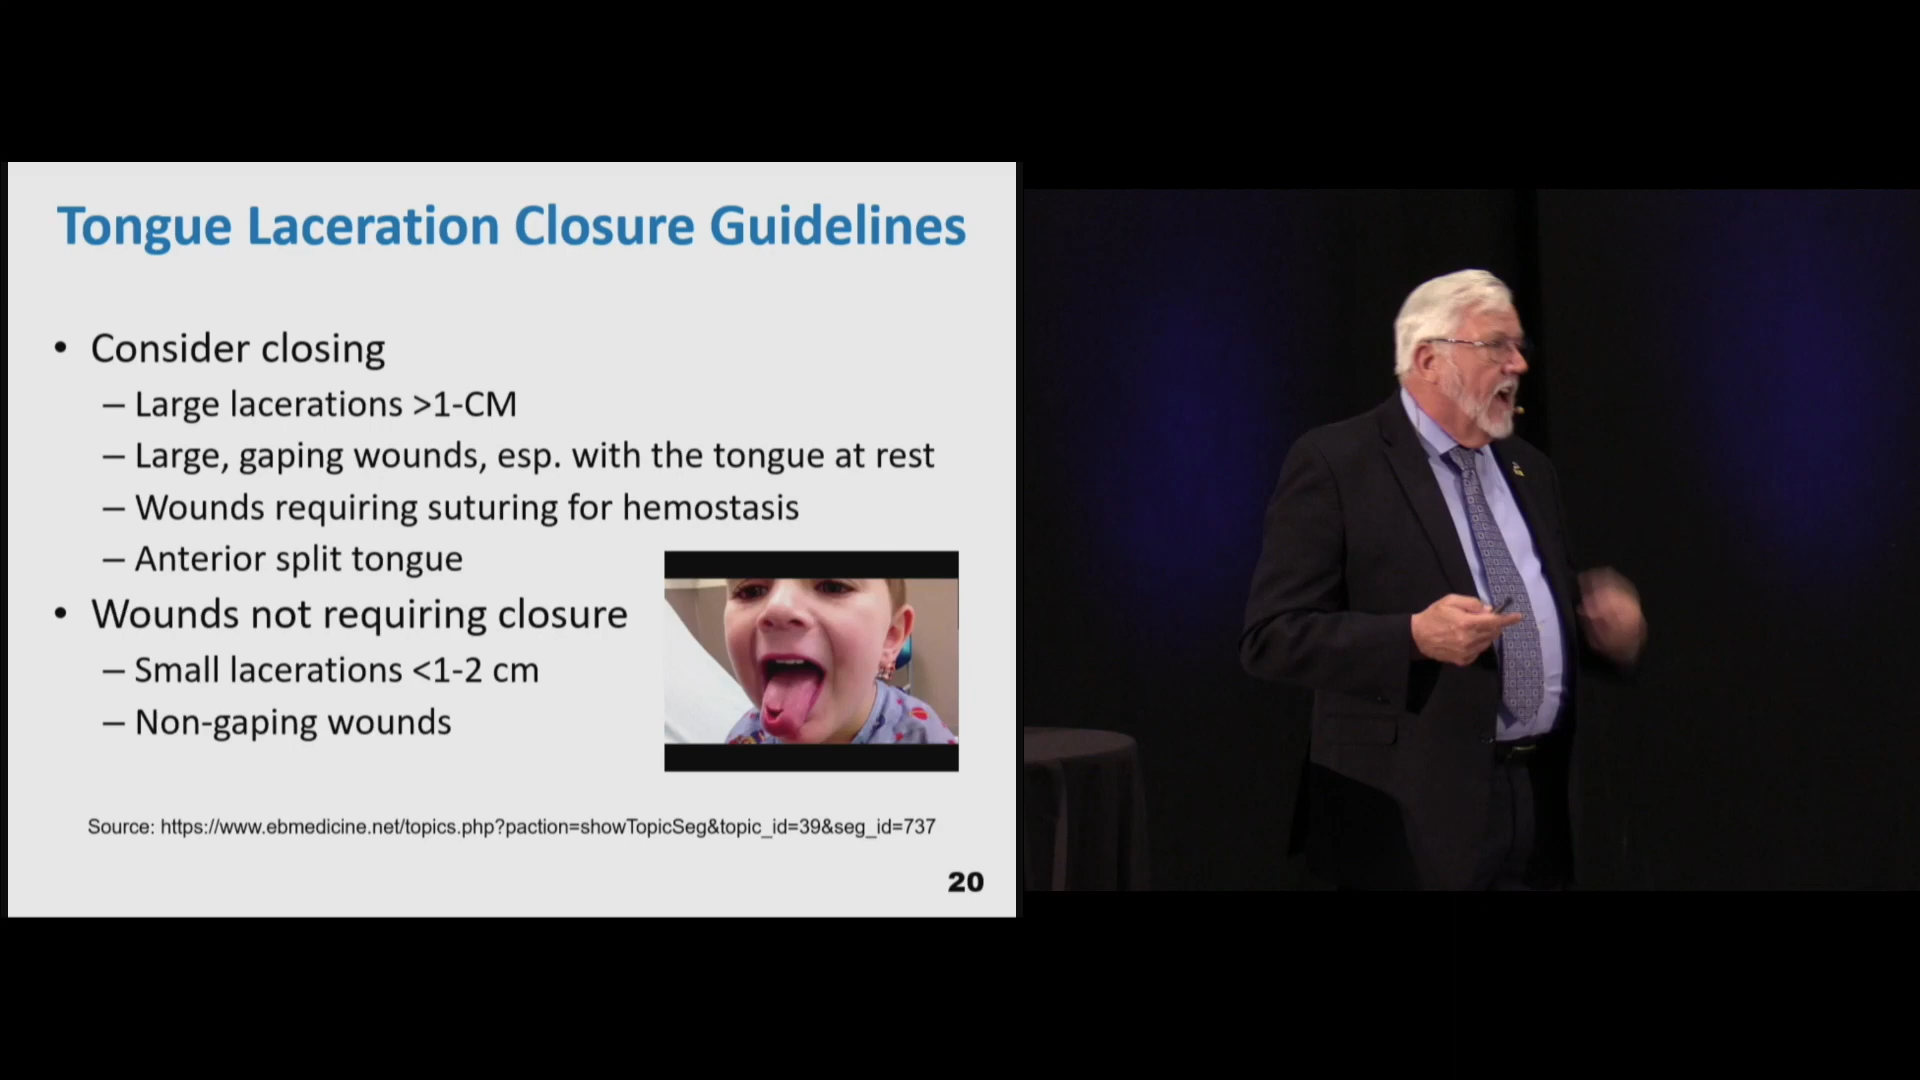 Tongue Laceration Closure Guidelines
• Consider closing
– Large lacerations >1-CM
– Large, gaping wounds, esp. with the tongue at rest
– Wounds requiring suturing for hemostasis
– Anterior split tongue
• Wounds not requiring closure
– Small lacerations <1-2 cm
– Non-gaping wounds
Source: https://www.ebmedicine.net/topics.php?paction=showTopicSeg&topic_id=39&seg_id=737
20